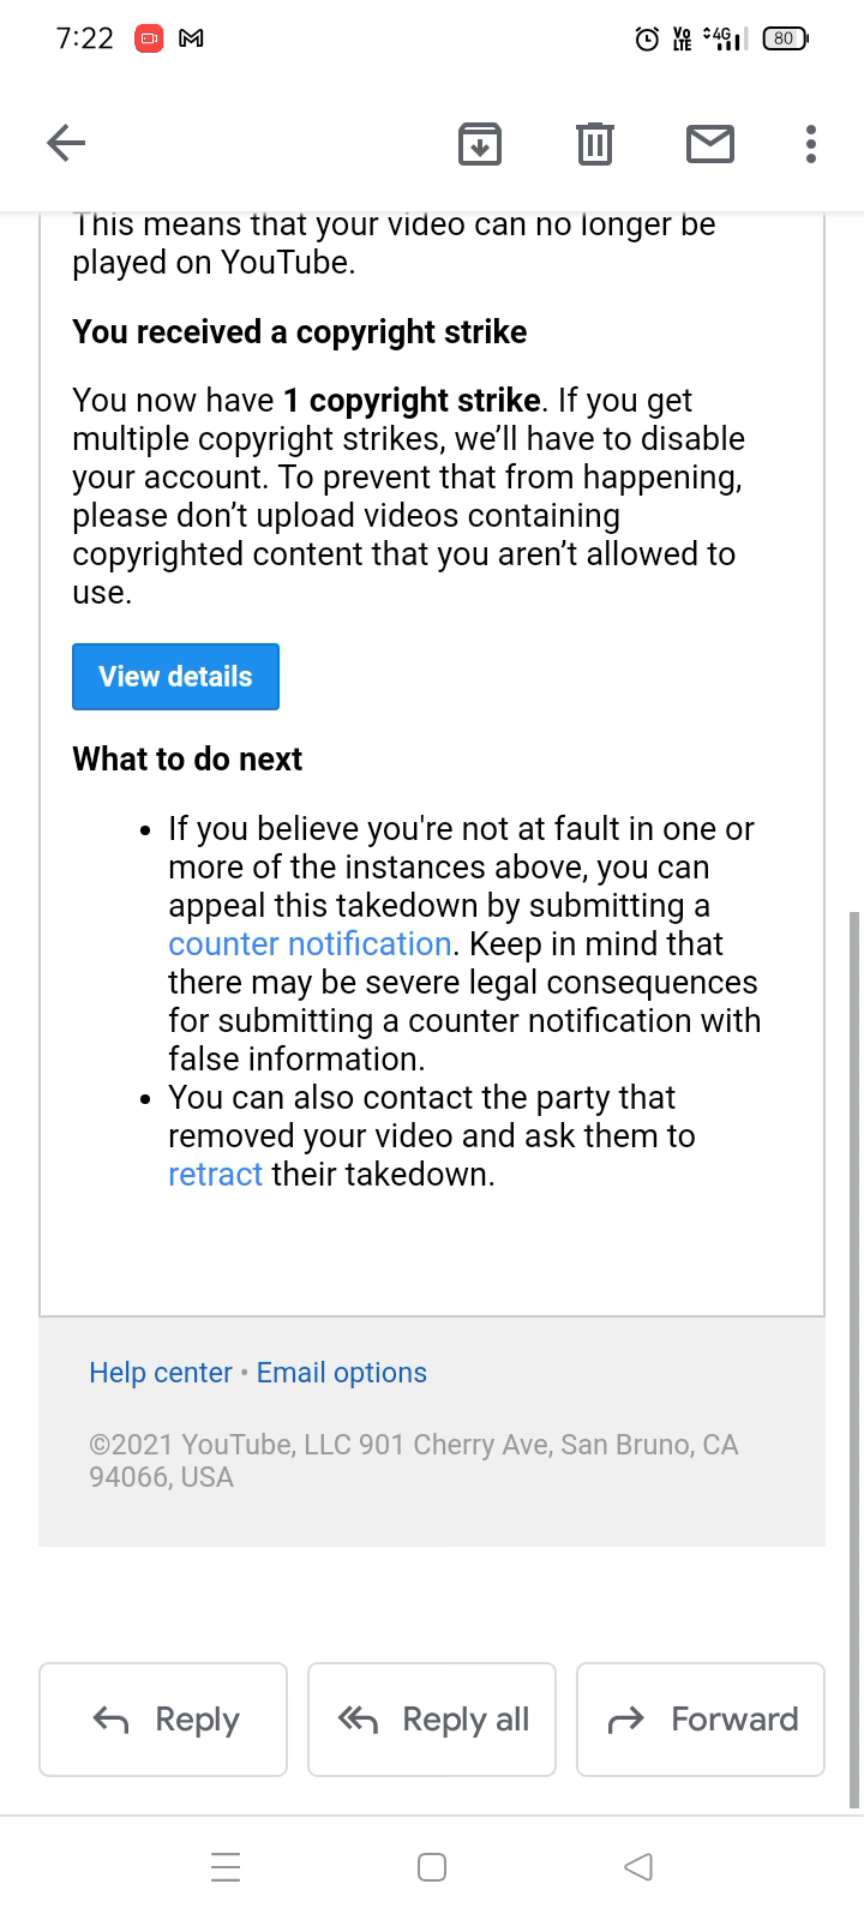 7:22
Vo LTE 4G 80
This means that your video can no longer be
played on YouTube.
You received a copyright strike
You now have 1 copyright strike. If you get
multiple copyright strikes, we’ll have to disable
your account. To prevent that from happening,
please don’t upload videos containing
copyrighted content that you aren’t allowed to
use.
View details
What to do next
• If you believe you're not at fault in one or
more of the instances above, you can
appeal this takedown by submitting a
counter notification. Keep in mind that
there may be severe legal consequences
for submitting a counter notification with
false information.
• You can also contact the party that
removed your video and ask them to
retract their takedown.
Help center • Email options
©2021 YouTube, LLC 901 Cherry Ave, San Bruno, CA
94066, USA
Reply Reply all Forward